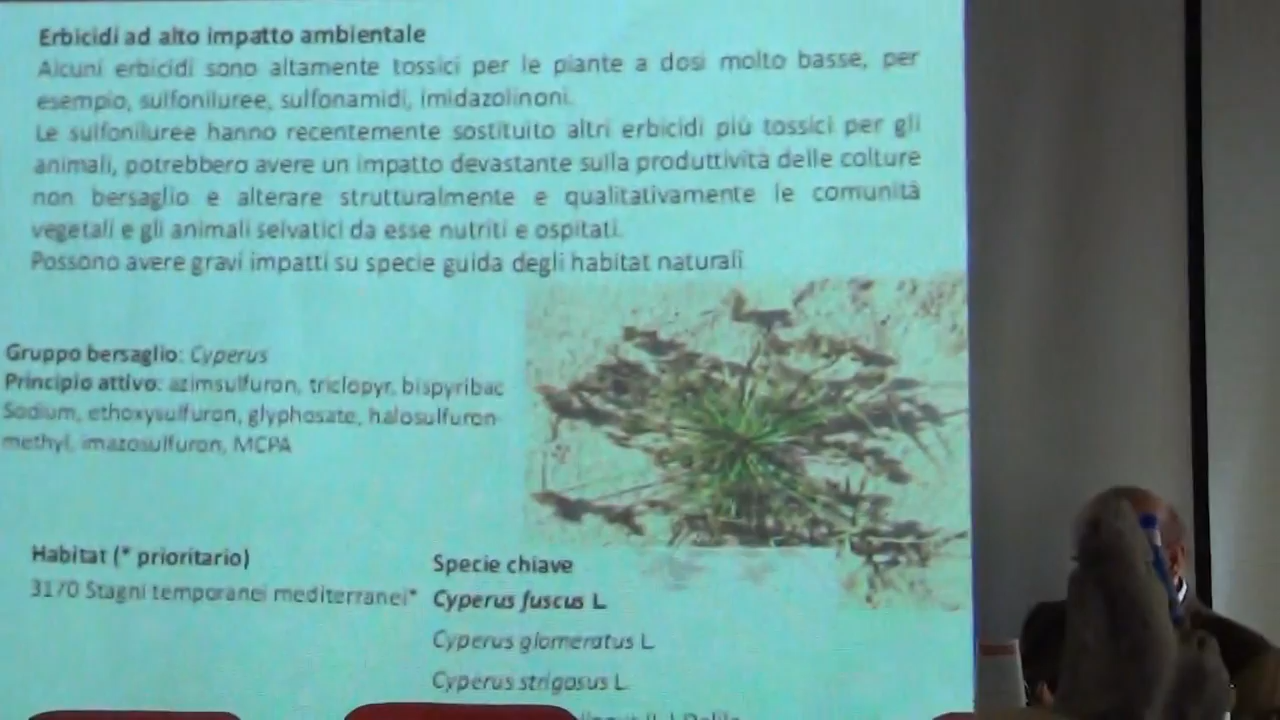 Erbicidi ad alto impatto ambientale
Alcuni erbicidi sono altamente tossici per le piante a dosi molto basse, per
esempio, sulfoniluree, sulfonamidi, imidazolinoni.
Le sulfoniluree hanno recentemente sostituito altri erbicidi più tossici per gli
animali, potrebbero avere un impatto devastante sulla produttività delle colture
non bersaglio e alterare strutturalmente e qualitativamente le comunità
vegetali e gli animali selvatici da esse nutriti e ospitati.
Possono avere gravi impatti su specie guida degli habitat naturali
Gruppo bersaglio: Cyperus
Principio attivo: azimsulfuron, triclopyr, bispyribac
Sodium, ethoxysulfuron, glyphosate, halosulfuron-
methyl, imazosulfuron, MCPA
Habitat (* prioritario)
3170 Stagni temporanei mediterranei*
Specie chiave
Cyperus fuscus L.
Cyperus glomeratus L.
Cyperus strigosus L.